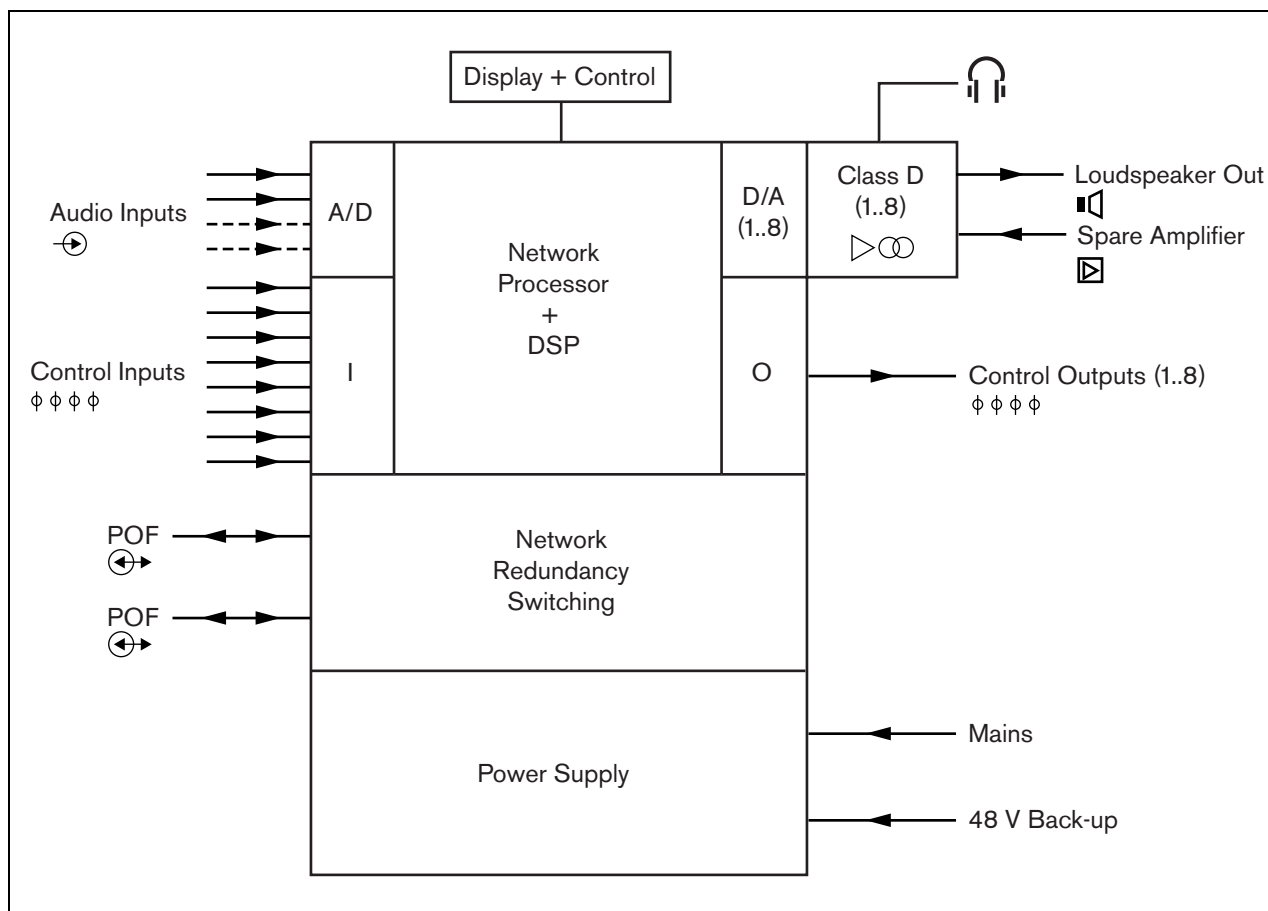 Display + Control
Audio Inputs
A/D
Network
Processor
+
DSP
D/A
(1..8)
Class D
(1..8)
Loudspeaker Out
Spare Amplifier
Control Inputs
I
O
Control Outputs (1..8)
POF
POF
Network
Redundancy
Switching
Power Supply
Mains
48 V Back-up